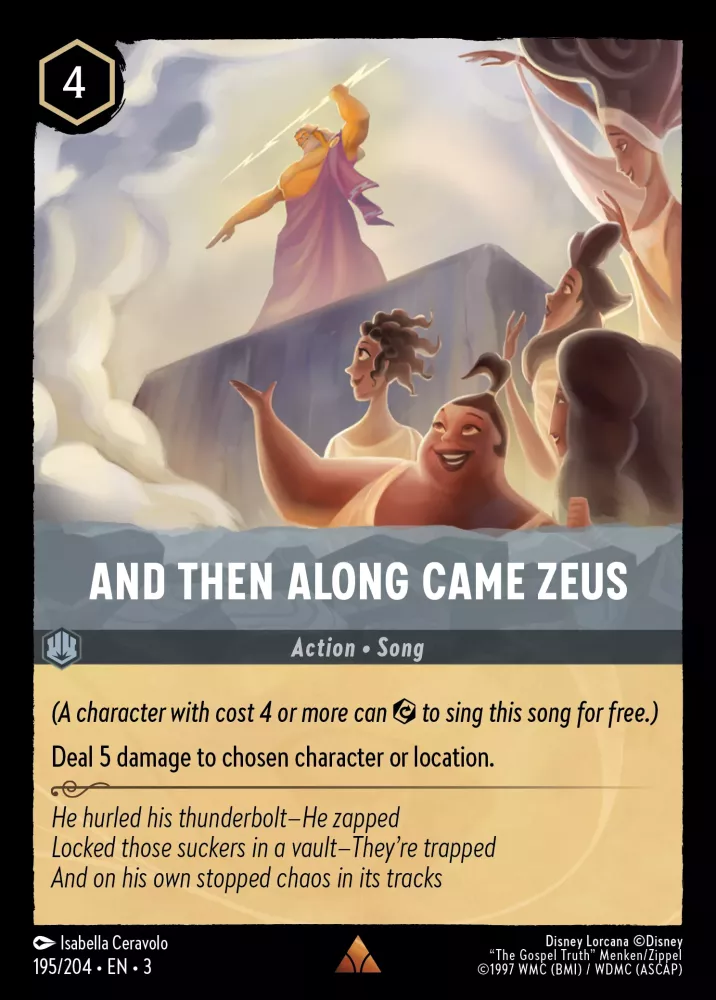 4
AND THEN ALONG CAME ZEUS
Action • Song
(A character with cost 4 or more can to sing this song for free.)
Deal 5 damage to chosen character or location.
He hurled his thunderbolt—He zapped
Locked those suckers in a vault—They're trapped
And on his own stopped chaos in its tracks
Isabella Ceravolo
195/204 • EN • 3
Disney Lorcana ©Disney
"The Gospel Truth" Menken/Zippel
©1997 WMC (BMI) / WDMC (ASCAP)